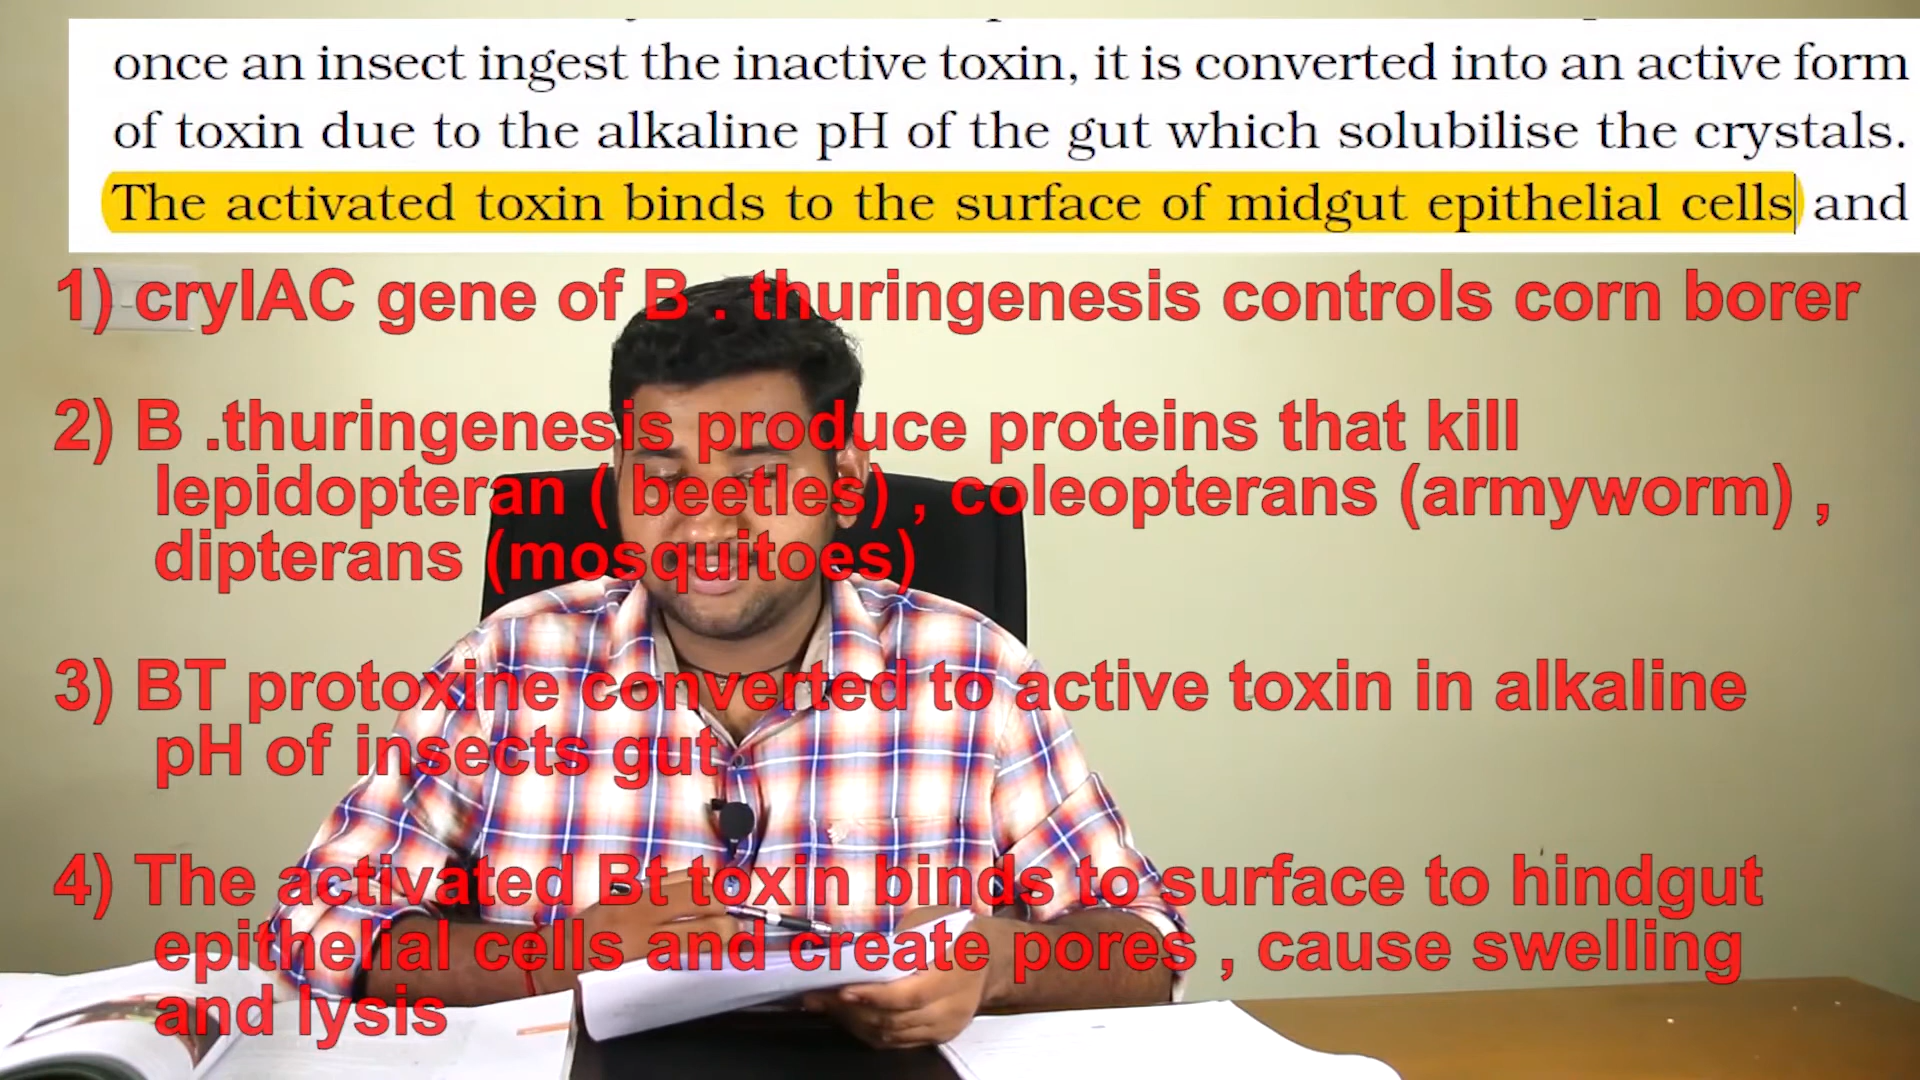 once an insect ingest the inactive toxin, it is converted into an active form
of toxin due to the alkaline pH of the gut which solubilise the crystals.
The activated toxin binds to the surface of midgut epithelial cells and
1) cryIAC gene of B . thuringenesis controls corn borer
2) B .thuringenesis produce proteins that kill
lepidopteran ( beetles) , coleopterans (armyworm) ,
dipterans (mosquitoes)
3) BT protoxine converted to active toxin in alkaline
pH of insects gut
4) The activated Bt toxin binds to surface to hindgut
epithelial cells and create pores , cause swelling
and lysis